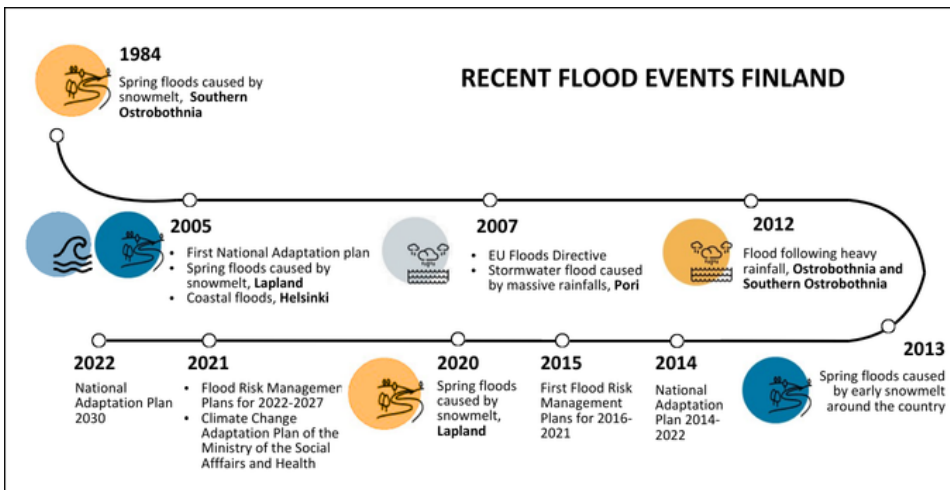 1984
Spring floods caused by
snowmelt, Southern
Ostrobothnia
RECENT FLOOD EVENTS FINLAND
2005
• First National Adaptation plan
• Spring floods caused by
snowmelt, Lapland
• Coastal floods, Helsinki
2007
• EU Floods Directive
• Stormwater flood caused
by massive rainfalls, Pori
2012
Flood following heavy
rainfall, Ostrobothnia and
Southern Ostrobothnia
2013
Spring floods caused
by early snowmelt
around the country
2014
National
Adaptation
Plan 2014-
2022
2015
First Flood Risk
Management
Plans for 2016-
2021
2020
Spring floods
caused by
snowmelt,
Lapland
2021
• Flood Risk Management
Plans for 2022-2027
• Climate Change
Adaptation Plan of the
Ministry of the Social
Afffairs and Health
2022
National
Adaptation Plan
2030